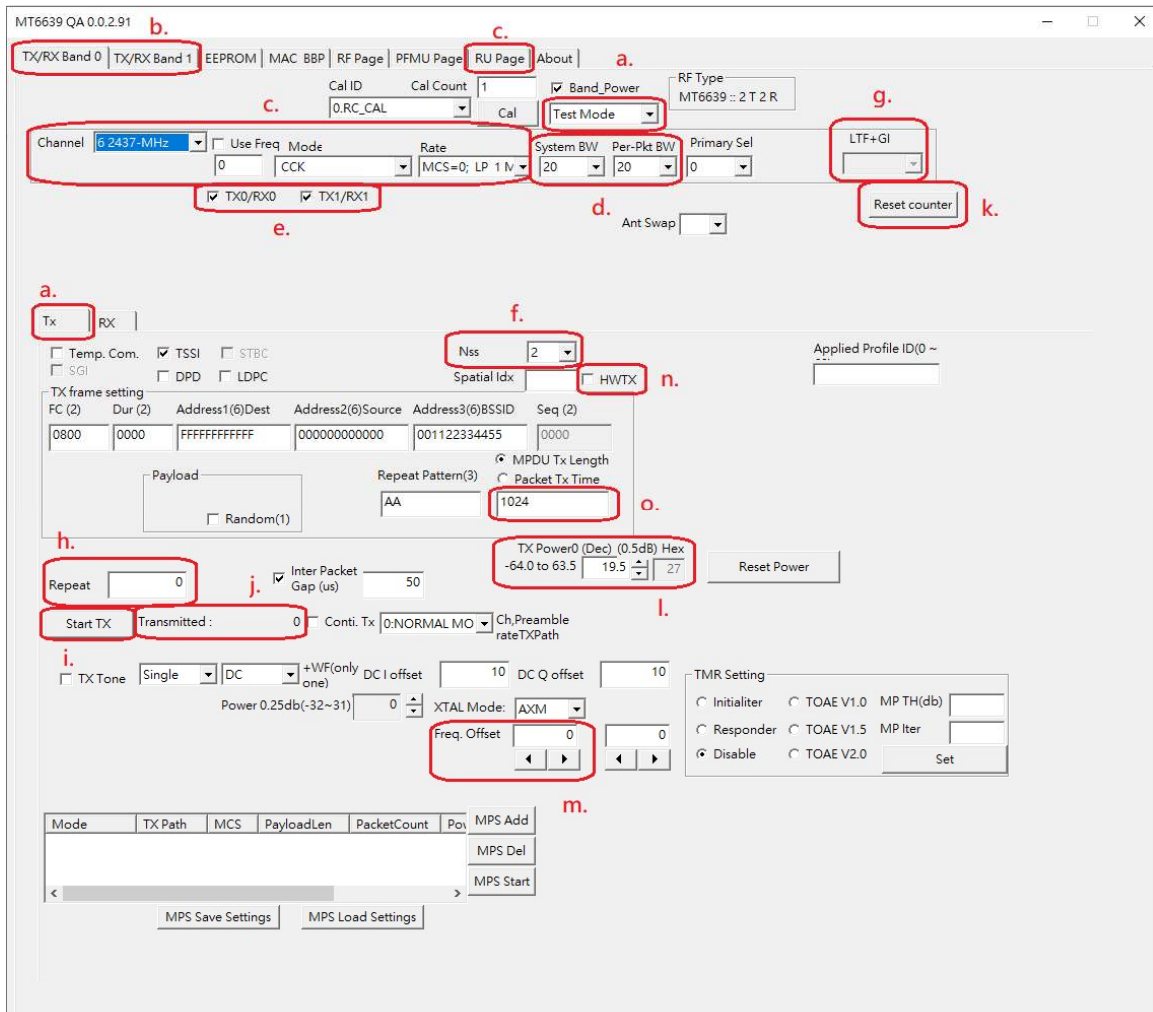 MT6639 QA 0.0.2.91
b.
c.
TX/RX Band 0 TX/RX Band 1 EEPROM MAC BBP RF Page PFMU Page RU Page About
a.
Cal ID Cal Count 1 Band_Power RF Type
MT6639 :: 2 T 2 R
c. 0.RC_CAL Cal Test Mode
g.
Channel 6 2437-MHz Use Freq Mode Rate System BW Per-Pkt BW Primary Sel LTF+GI
0 CCK MCS=0; LP 1 M 20 20 0
TX0/RX0 TX1/RX1 Reset counter k.
e. d. Ant Swap
a.
Tx RX
f.
Temp. Com. TSSI STBC Nss 2 Applied Profile ID(0 ~
SGI DPD LDPC Spatial Idx HWTX n.
TX frame setting
FC (2) Dur (2) Address1(6)Dest Address2(6)Source Address3(6)BSSID Seq (2)
0800 0000 FFFFFFFFFFFF 000000000000 001122334455 0000
MPDU Tx Length
Payload Repeat Pattern(3) Packet Tx Time
AA 1024 o.
Random(1)
h. TX Power0 (Dec) (0.5dB) Hex
-64.0 to 63.5 19.5 27 Reset Power
Repeat 0 j. Inter Packet
Gap (us) 50
l.
Start TX Transmitted : 0 Conti. Tx 0:NORMAL MO Ch,Preamble
rateTXPath
i.
TX Tone Single DC +WF(only
one) DC I offset 10 DC Q offset 10 TMR Setting
Power 0.25db(-32~31) 0 XTAL Mode: AXM Initialiter TOAE V1.0 MP TH(db)
Freq. Offset 0 0 Responder TOAE V1.5 MP Iter
Disable TOAE V2.0 Set
m.
Mode TX Path MCS PayloadLen PacketCount MPS Add
MPS Del
MPS Start
MPS Save Settings MPS Load Settings